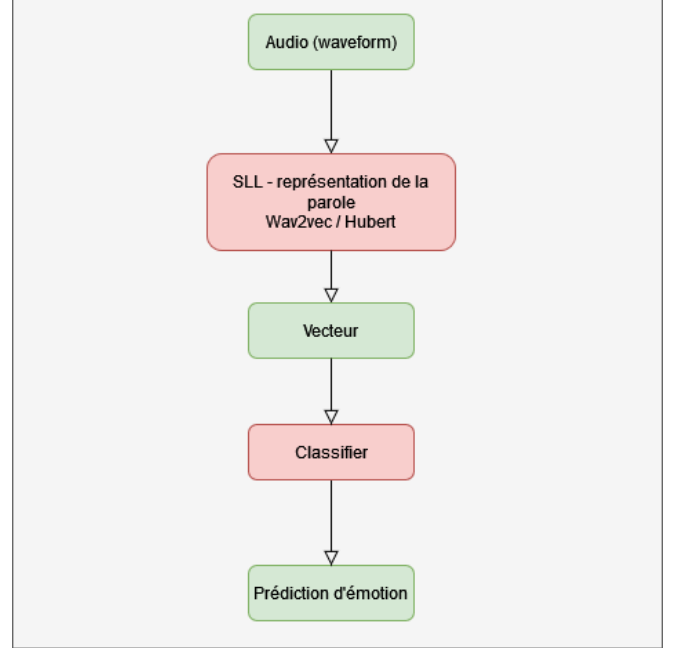 Audio (waveform)
SLL - représentation de la
parole
Wav2vec / Hubert
Vecteur
Classifier
Prédiction d'émotion